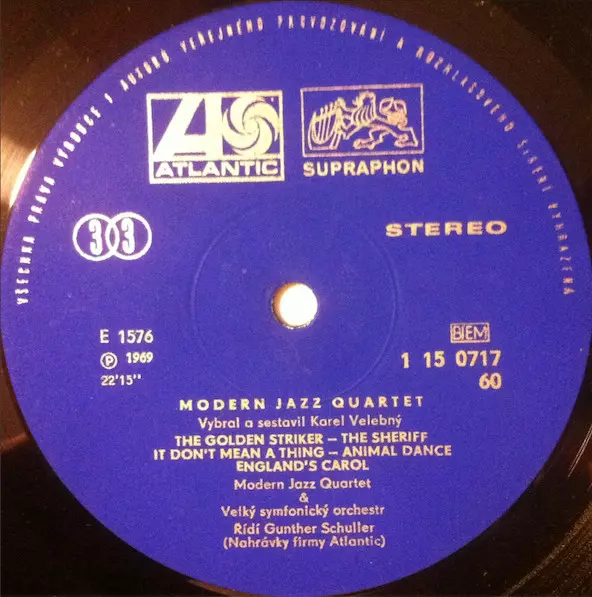 VŠECHNA PRÁVA VÝROBCE I AUTORŮ VEŘEJNÉHO PROVOZOVÁNÍ A ROZHLASOVÉHO ŠÍŘENÍ VYHRAZENA
ATLANTIC
SUPRAPHON
33
STEREO
E 1576
Ⓟ 1969
22'15''
BIEM
1 15 0717
60
MODERN JAZZ QUARTET
Vybral a sestavil Karel Velebný
THE GOLDEN STRIKER – THE SHERIFF
IT DON'T MEAN A THING – ANIMAL DANCE
ENGLAND'S CAROL
Modern Jazz Quartet
&
Velký symfonický orchestr
Řídí Gunther Schuller
(Nahrávky firmy Atlantic)